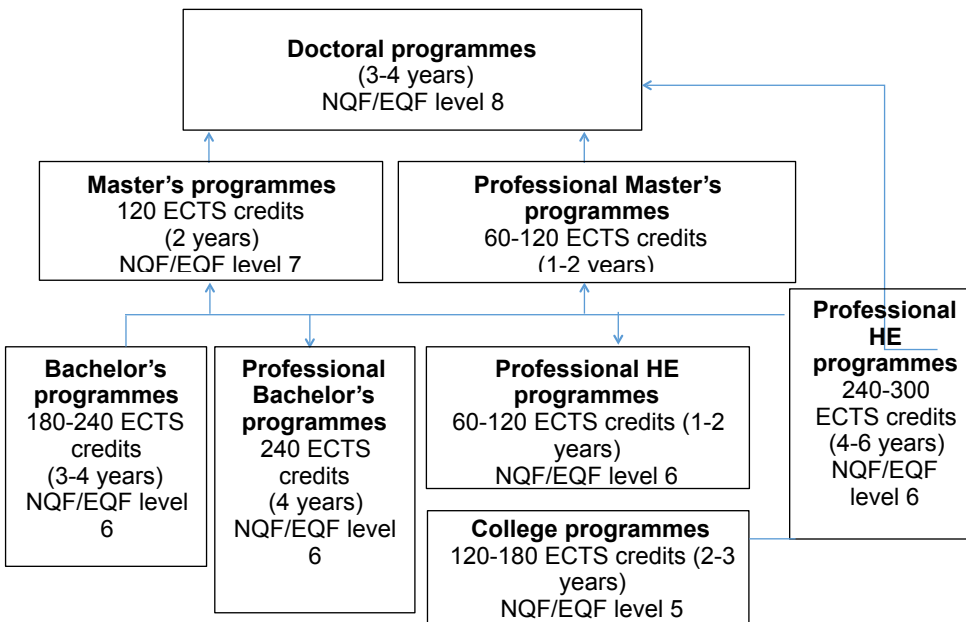 Doctoral programmes
(3-4 years)
NQF/EQF level 8
Master’s programmes
120 ECTS credits
(2 years)
NQF/EQF level 7
Professional Master’s
programmes
60-120 ECTS credits
(1-2 years)
Bachelor’s
programmes
180-240 ECTS
credits
(3-4 years)
NQF/EQF level
6
Professional
Bachelor’s
programmes
240 ECTS
credits
(4 years)
NQF/EQF level
6
Professional HE
programmes
60-120 ECTS credits (1-2
years)
NQF/EQF level 6
College programmes
120-180 ECTS credits (2-3
years)
NQF/EQF level 5
Professional
HE
programmes
240-300
ECTS credits
(4-6 years)
NQF/EQF
level 6